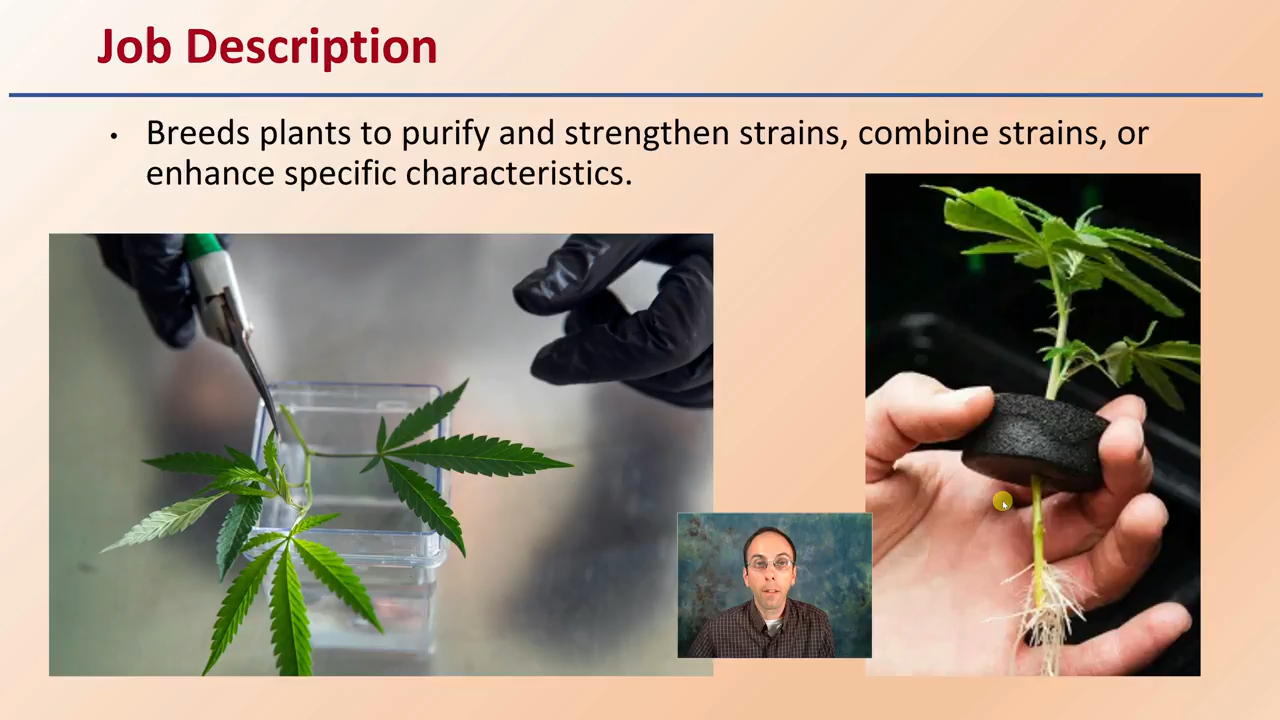 Job Description
• Breeds plants to purify and strengthen strains, combine strains, or
enhance specific characteristics.